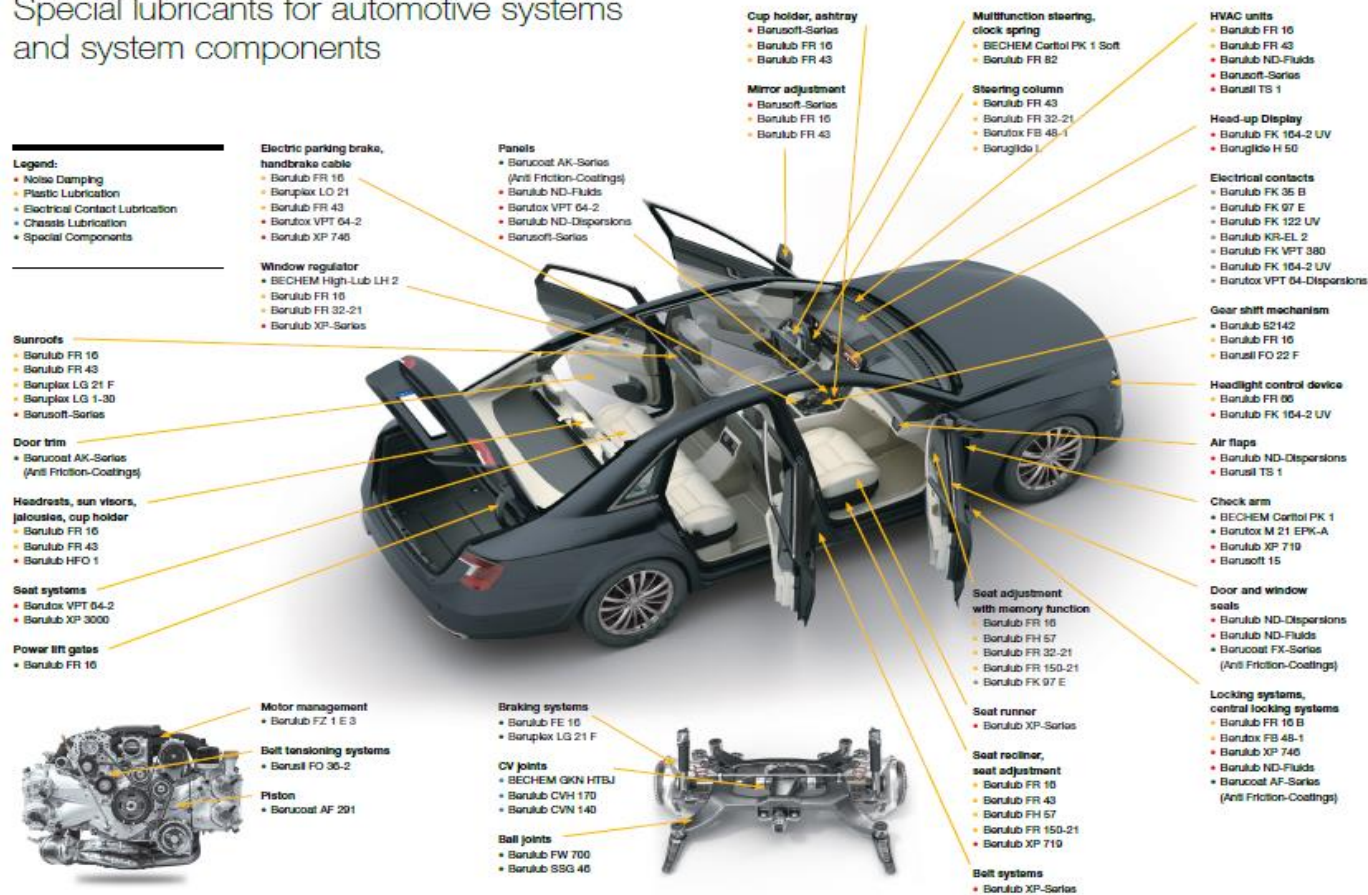 Special lubricants for automotive systems
and system components
Legend:
• Noise Damping
• Plastic Lubrication
• Electrical Contact Lubrication
• Chassis Lubrication
• Special Components
Electric parking brake,
handbrake cable
• Berulub FR 16
• Beruplex LO 21
• Berulub FR 43
• Berutox VPT 64-2
• Berulub XP 746
Window regulator
• BECHEM High-Lub LH 2
• Berulub FR 16
• Berulub FR 32-21
• Berulub XP-Series
Panels
• Berucoat AK-Series
(Anti Friction-Coatings)
• Berulub ND-Fluids
• Berutox VPT 64-2
• Berulub ND-Dispersions
• Berusoft-Series
Cup holder, ashtray
• Berusoft-Series
• Berulub FR 16
• Berulub FR 43
Mirror adjustment
• Berusoft-Series
• Berulub FR 16
• Berulub FR 43
Multifunction steering,
clock spring
• BECHEM Ceritol PK 1 Soft
• Berulub FR 82
Steering column
• Berulub FR 43
• Berulub FR 32-21
• Berutox FB 48-1
• Beruglide L
HVAC units
• Berulub FR 16
• Berulub FR 43
• Berulub ND-Fluids
• Berusoft-Series
• Berusil TS 1
Head-up Display
• Berulub FK 164-2 UV
• Beruglide H 50
Electrical contacts
• Berulub FK 35 B
• Berulub FK 97 E
• Berulub FK 122 UV
• Berulub KR-EL 2
• Berulub FK VPT 380
• Berulub FK 164-2 UV
• Berutox VPT 64-Dispersions
Gear shift mechanism
• Berulub 52142
• Berulub FR 16
• Berusil FO 22 F
Headlight control device
• Berulub FR 66
• Berulub FK 164-2 UV
Air flaps
• Berulub ND-Dispersions
• Berusil TS 1
Check arm
• BECHEM Ceritol PK 1
• Berutox M 21 EPK-A
• Berulub XP 719
• Berusoft 15
Door and window
seals
• Berulub ND-Dispersions
• Berulub ND-Fluids
• Berucoat FX-Series
(Anti Friction-Coatings)
Locking systems,
central locking systems
• Berulub FR 16 B
• Berutox FB 48-1
• Berulub XP 746
• Berulub ND-Fluids
• Berucoat AF-Series
(Anti Friction-Coatings)
Sunroofs
• Berulub FR 16
• Berulub FR 43
• Beruplex LG 21 F
• Beruplex LG 1-30
• Berusoft-Series
Door trim
• Berucoat AK-Series
(Anti Friction-Coatings)
Headrests, sun visors,
jalousies, cup holder
• Berulub FR 16
• Berulub FR 43
• Berulub HFO 1
Seat systems
• Berutox VPT 64-2
• Berulub XP 3000
Power lift gates
• Berulub FR 16
Motor management
• Berulub FZ 1 E 3
Belt tensioning systems
• Berusil FO 36-2
Piston
• Berucoat AF 291
Braking systems
• Berulub FE 16
• Beruplex LG 21 F
CV joints
• BECHEM GKN HTBJ
• Berulub CVH 170
• Berulub CVN 140
Ball joints
• Berulub FW 700
• Berulub SSG 46
Seat adjustment
with memory function
• Berulub FR 16
• Berulub FH 57
• Berulub FR 32-21
• Berulub FR 150-21
• Berulub FK 97 E
Seat runner
• Berulub XP-Series
Seat recliner,
seat adjustment
• Berulub FR 16
• Berulub FR 43
• Berulub FH 57
• Berulub FR 150-21
• Berulub XP 719
Belt systems
• Berulub XP-Series